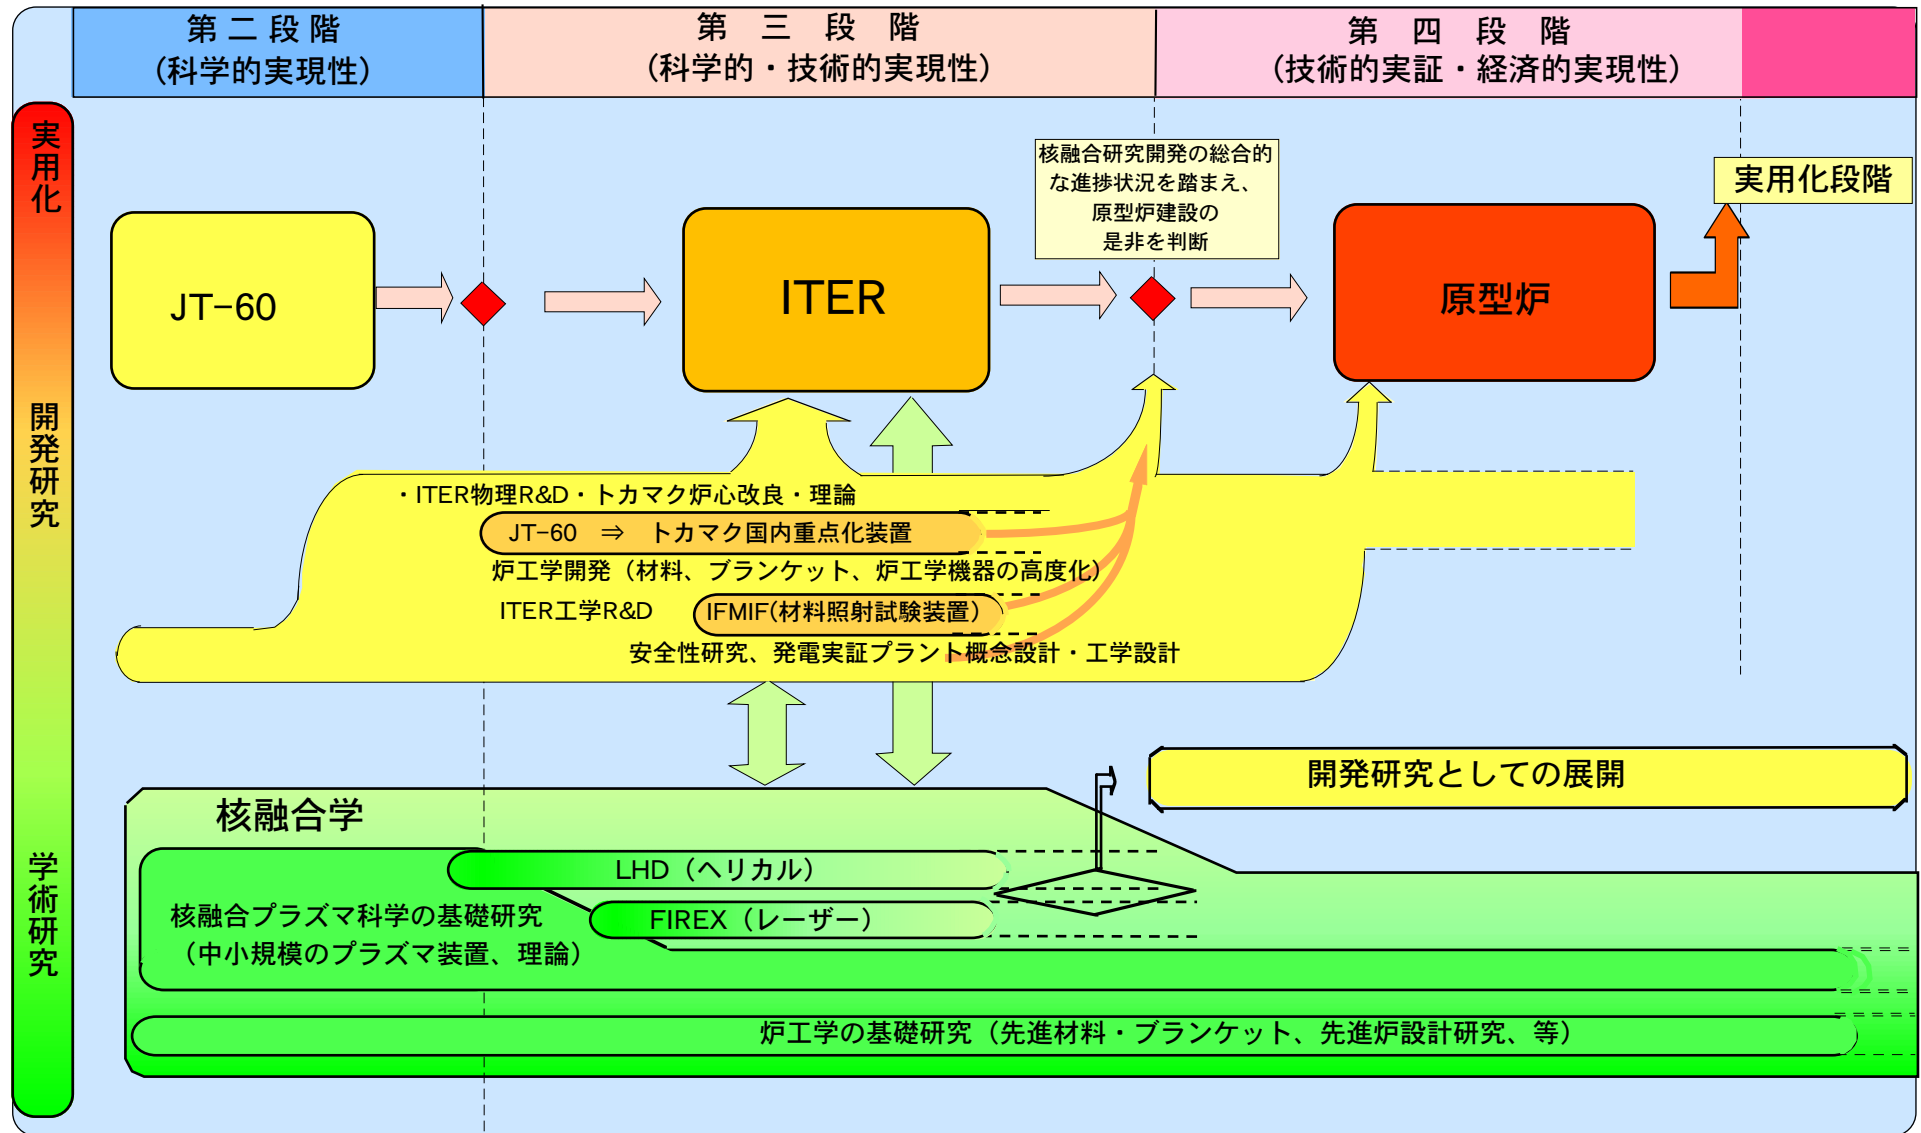 第二段階
(科学的実現性)
第三段階
(科学的・技術的実現性)
第四段階
(技術的実証・経済的実現性)
実用化
開発研究
学術研究
核融合研究開発の総合的
な進捗状況を踏まえ、
原型炉建設の
是非を判断
実用化段階
JT-60
ITER
原型炉
・ITER物理R&D・トカマク炉心改良・理論
JT-60 ⇒ トカマク国内重点化装置
炉工学開発（材料、ブランケット、炉工学機器の高度化）
ITER工学R&D
IFMIF(材料照射試験装置）
安全性研究、発電実証プラント概念設計・工学設計
開発研究としての展開
核融合学
LHD（ヘリカル）
FIREX（レーザー）
核融合プラズマ科学の基礎研究
（中小規模のプラズマ装置、理論）
炉工学の基礎研究（先進材料・ブランケット、先進炉設計研究、等）